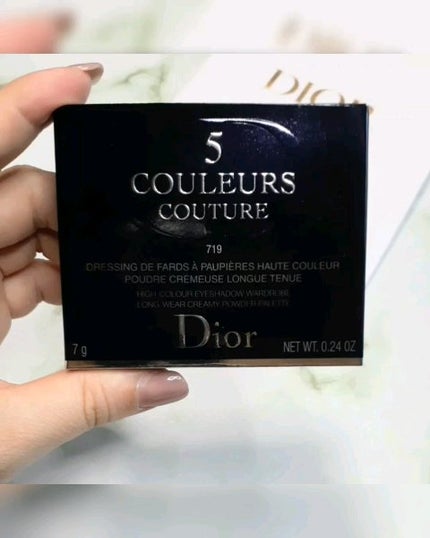 DIOR
5
COULEURS
COUTURE
719
DRESSING DE FARDS À PAUPIÈRES HAUTE COULEUR
POUDRE CRÉMEUSE LONGUE TENUE
HIGH-COLOUR EYESHADOW WARDROBE
LONG-WEAR CREAMY POWDER PALETTE
Dior
7 g
NET WT. 0.24 OZ